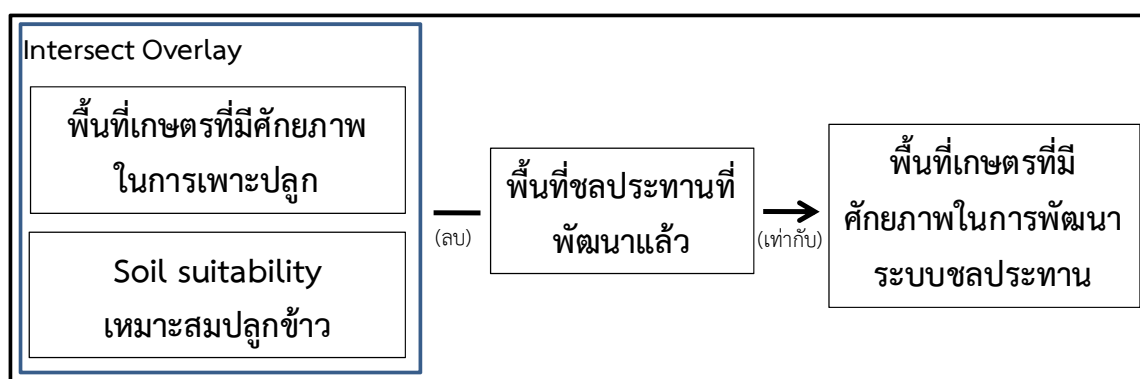 Intersect Overlay
พื้นที่เกษตรที่มีศักยภาพ
ในการเพาะปลูก
Soil suitability
เหมาะสมปลูกข้าว
(ลบ)
พื้นที่ชลประทานที่
พัฒนาแล้ว
(เท่ากับ)
พื้นที่เกษตรที่มี
ศักยภาพในการพัฒนา
ระบบชลประทาน